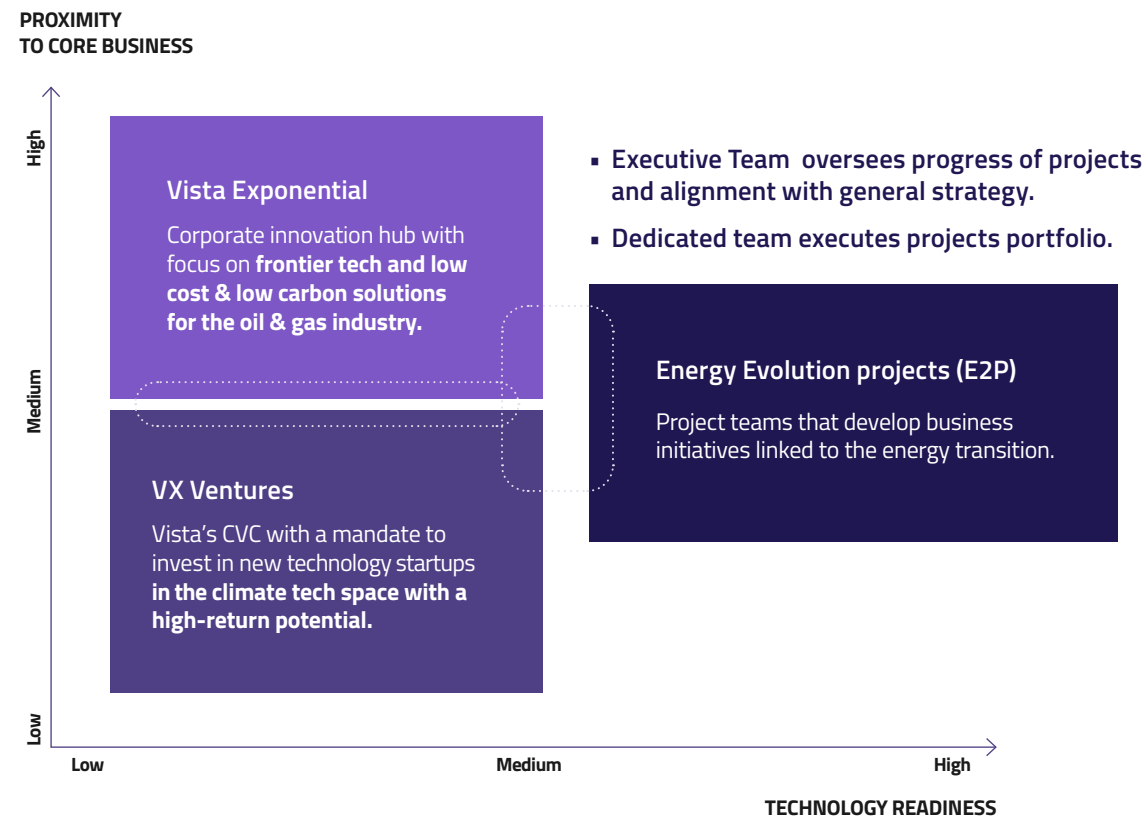 PROXIMITY
TO CORE BUSINESS
High
Medium
Low
Vista Exponential
Corporate innovation hub with
focus on frontier tech and low
cost & low carbon solutions
for the oil & gas industry.
▪ Executive Team oversees progress of projects
and alignment with general strategy.
▪ Dedicated team executes projects portfolio.
Energy Evolution projects (E2P)
Project teams that develop business
initiatives linked to the energy transition.
VX Ventures
Vista’s CVC with a mandate to
invest in new technology startups
in the climate tech space with a
high-return potential.
Low
Medium
High
TECHNOLOGY READINESS